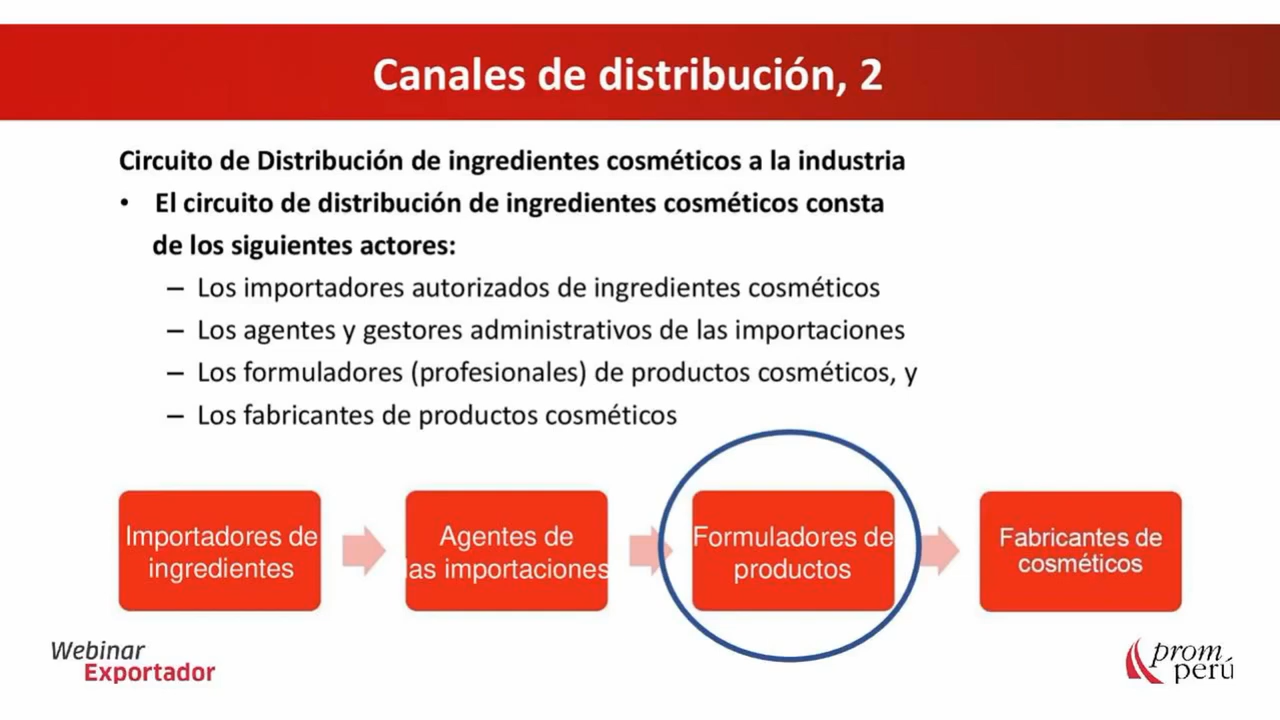 Canales de distribución, 2
Circuito de Distribución de ingredientes cosméticos a la industria
• El circuito de distribución de ingredientes cosméticos consta
de los siguientes actores:
– Los importadores autorizados de ingredientes cosméticos
– Los agentes y gestores administrativos de las importaciones
– Los formuladores (profesionales) de productos cosméticos, y
– Los fabricantes de productos cosméticos
Importadores de
ingredientes
Agentes de
las importaciones
Formuladores de
productos
Fabricantes de
cosméticos
Webinar
Exportador
prom
perú